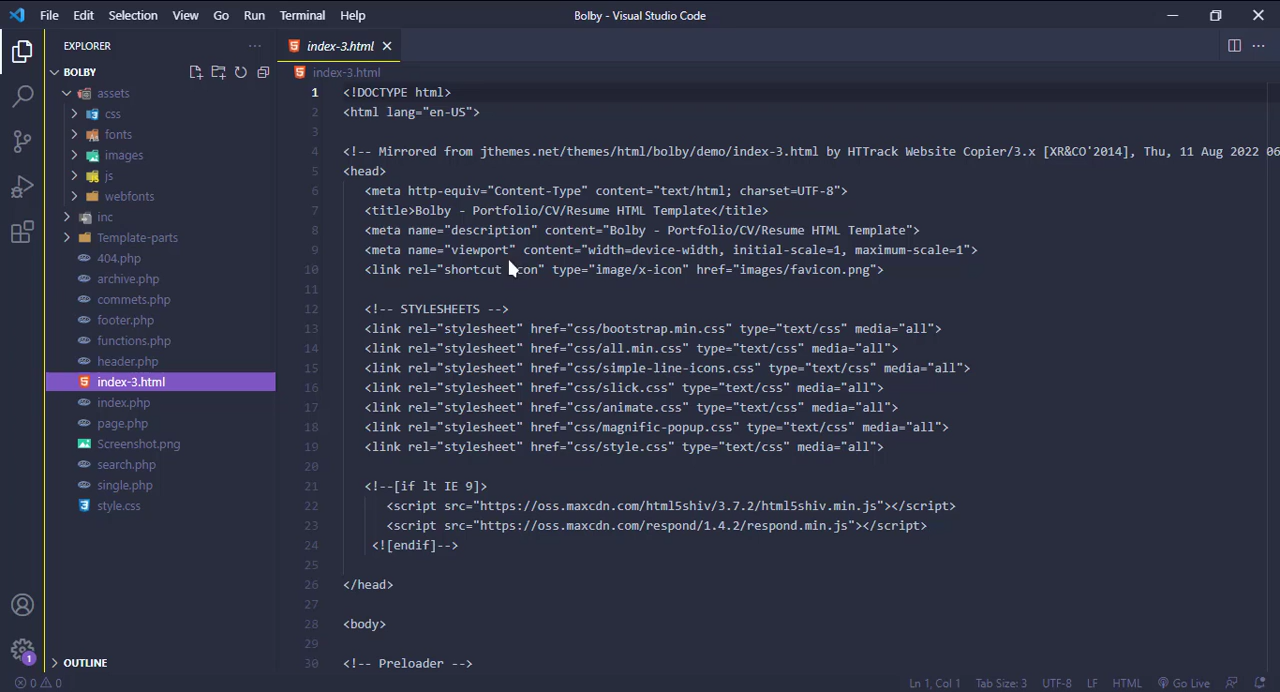 File Edit Selection View Go Run Terminal Help
Bolby - Visual Studio Code
EXPLORER
BOLBY
assets
css
fonts
images
js
webfonts
inc
Template-parts
404.php
archive.php
commets.php
footer.php
functions.php
header.php
index-3.html
index.php
page.php
Screenshot.png
search.php
single.php
style.css
OUTLINE
index-3.html
index-3.html
1 <!DOCTYPE html>
2 <html lang="en-US">
3
4 <!-- Mirrored from jthemes.net/themes/html/bolby/demo/index-3.html by HTTrack Website Copier/3.x [XR&CO'2014], Thu, 11 Aug 2022 06
5 <head>
6 <meta http-equiv="Content-Type" content="text/html; charset=UTF-8">
7 <title>Bolby - Portfolio/CV/Resume HTML Template</title>
8 <meta name="description" content="Bolby - Portfolio/CV/Resume HTML Template">
9 <meta name="viewport" content="width=device-width, initial-scale=1, maximum-scale=1">
10 <link rel="shortcut icon" type="image/x-icon" href="images/favicon.png">
11
12 <!-- STYLESHEETS -->
13 <link rel="stylesheet" href="css/bootstrap.min.css" type="text/css" media="all">
14 <link rel="stylesheet" href="css/all.min.css" type="text/css" media="all">
15 <link rel="stylesheet" href="css/simple-line-icons.css" type="text/css" media="all">
16 <link rel="stylesheet" href="css/slick.css" type="text/css" media="all">
17 <link rel="stylesheet" href="css/animate.css" type="text/css" media="all">
18 <link rel="stylesheet" href="css/magnific-popup.css" type="text/css" media="all">
19 <link rel="stylesheet" href="css/style.css" type="text/css" media="all">
20
21 <!--[if lt IE 9]>
22 <script src="https://oss.maxcdn.com/html5shiv/3.7.2/html5shiv.min.js"></script>
23 <script src="https://oss.maxcdn.com/respond/1.4.2/respond.min.js"></script>
24 <![endif]-->
25
26 </head>
27
28 <body>
29
30 <!-- Preloader -->
1
0 0
Ln 1, Col 1 Tab Size: 3 UTF-8 LF HTML Go Live